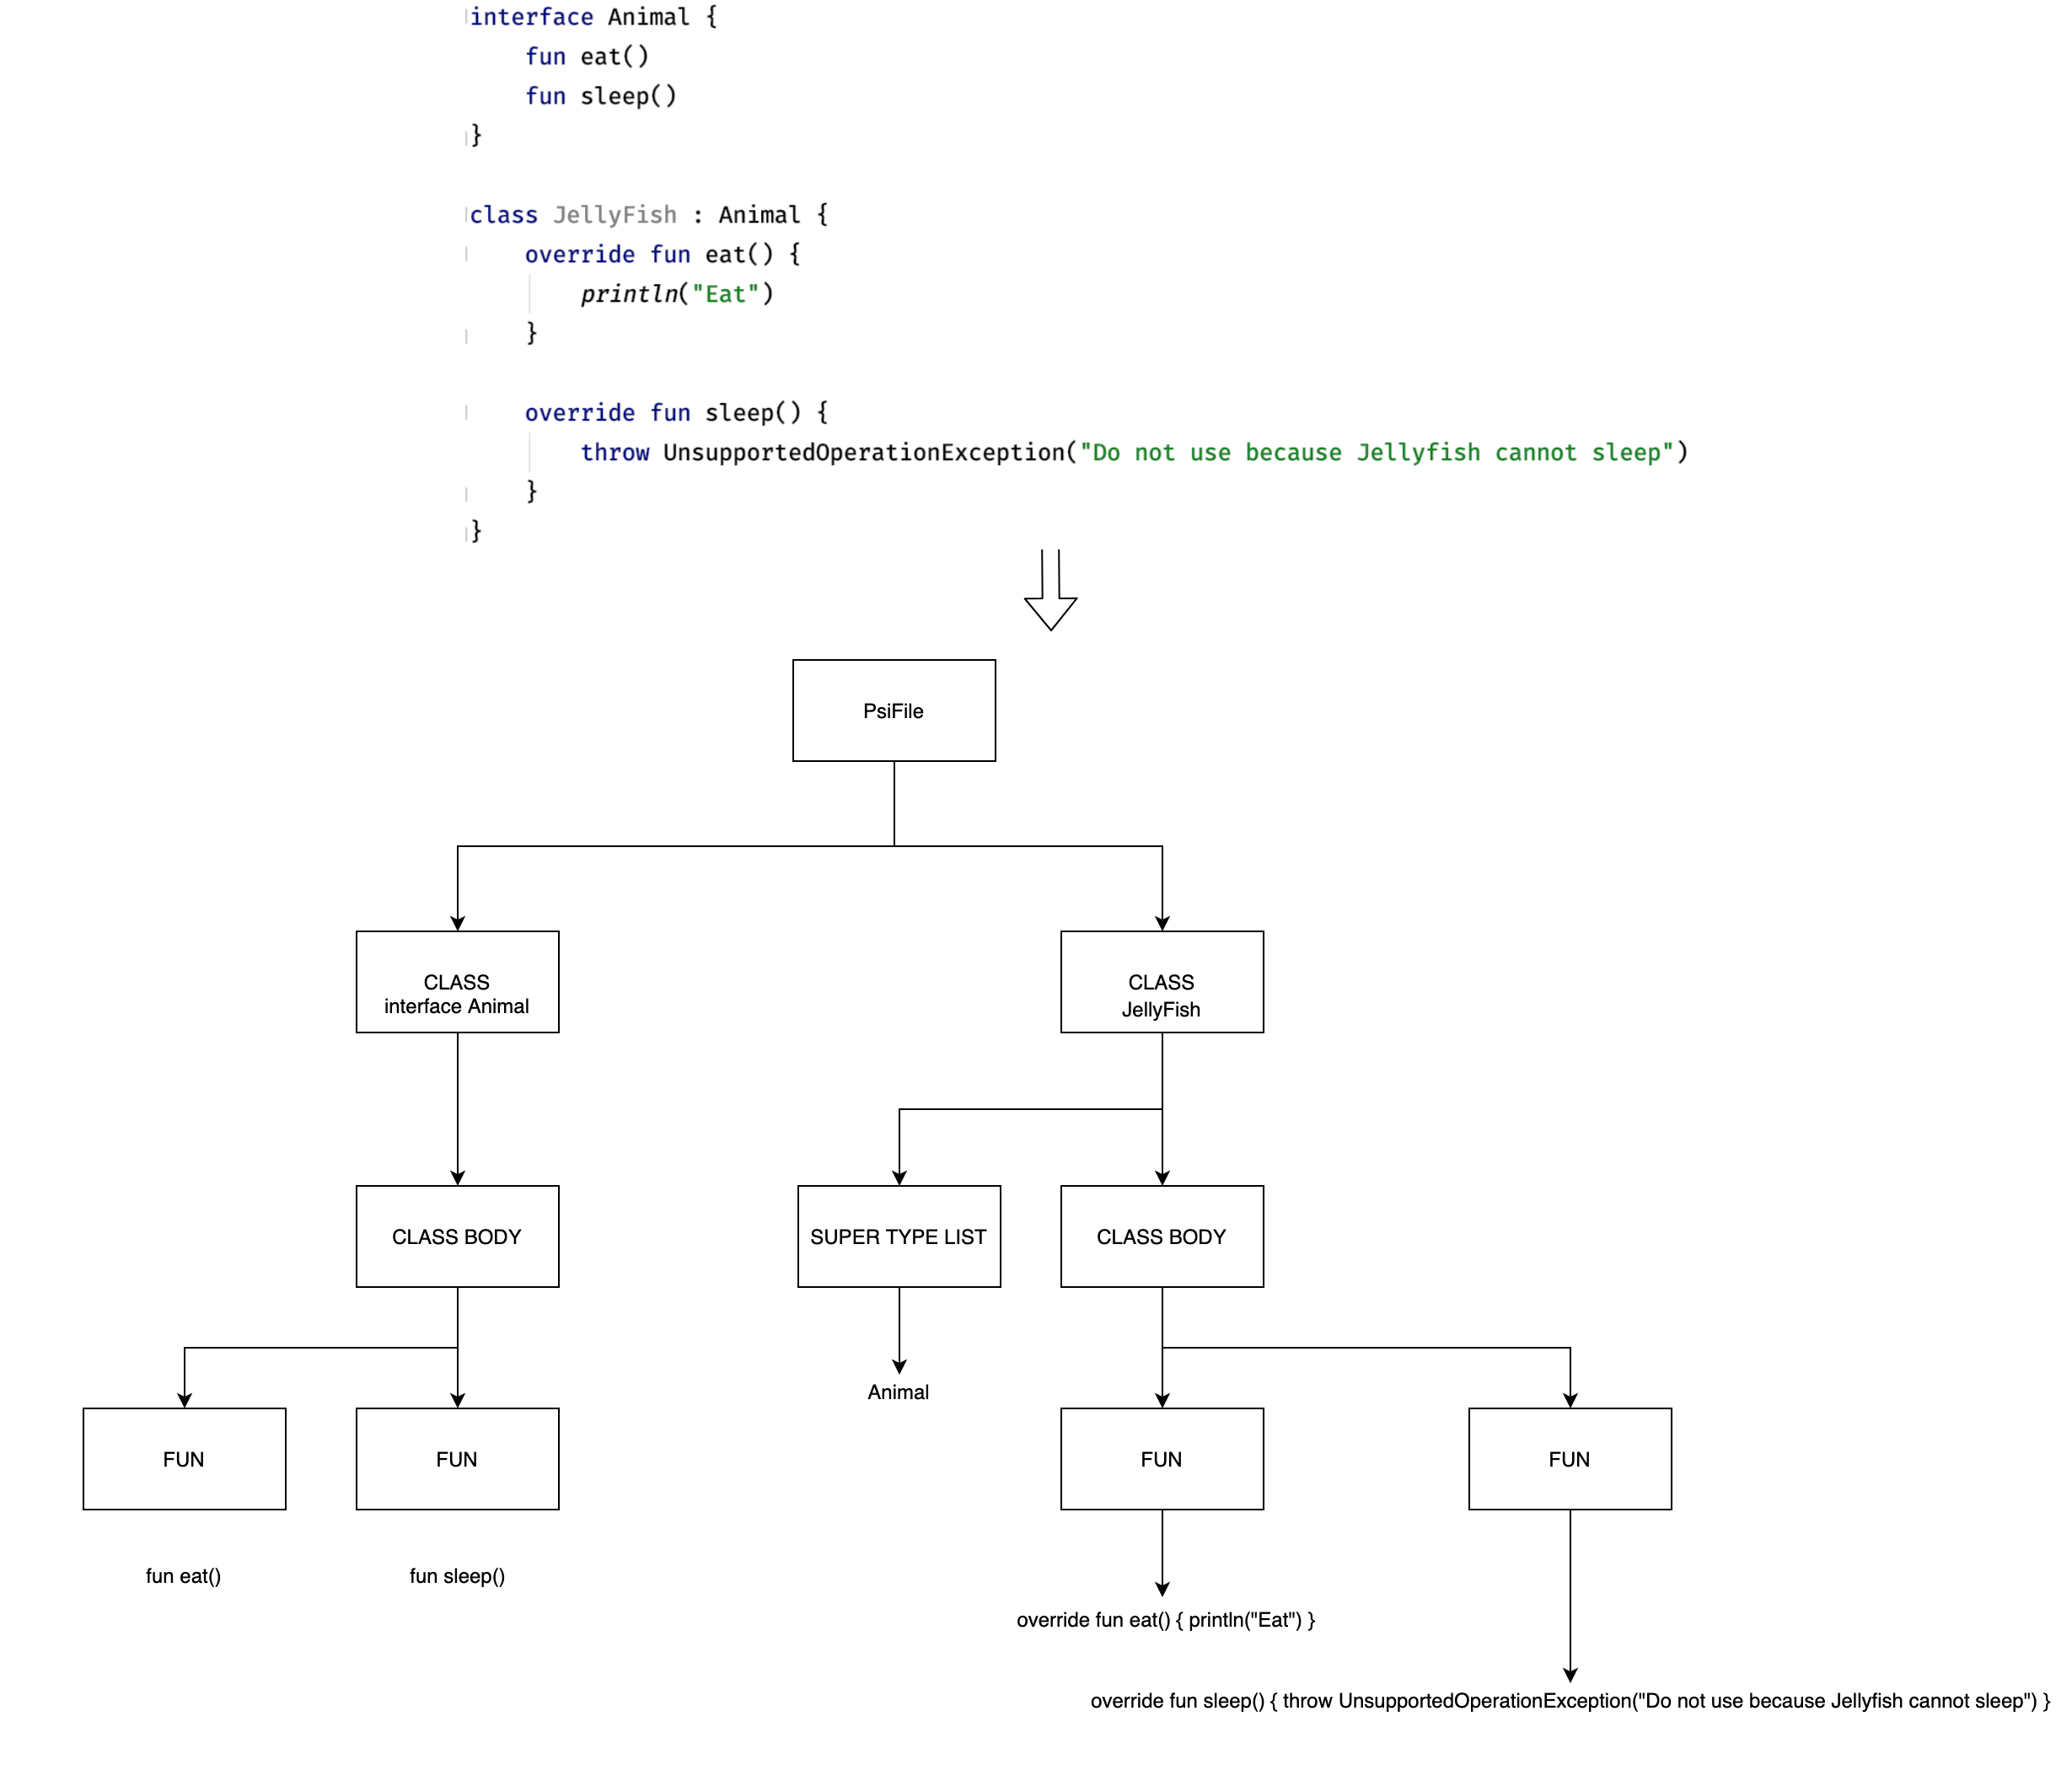 interface Animal {
    fun eat()
    fun sleep()
}
class JellyFish : Animal {
    override fun eat() {
        println("Eat")
    }
    override fun sleep() {
        throw UnsupportedOperationException("Do not use because Jellyfish cannot sleep")
    }
}
PsiFile
CLASS
interface Animal
CLASS
JellyFish
CLASS BODY
SUPER TYPE LIST
CLASS BODY
Animal
FUN
FUN
FUN
FUN
fun eat()
fun sleep()
override fun eat() { println("Eat") }
override fun sleep() { throw UnsupportedOperationException("Do not use because Jellyfish cannot sleep") }